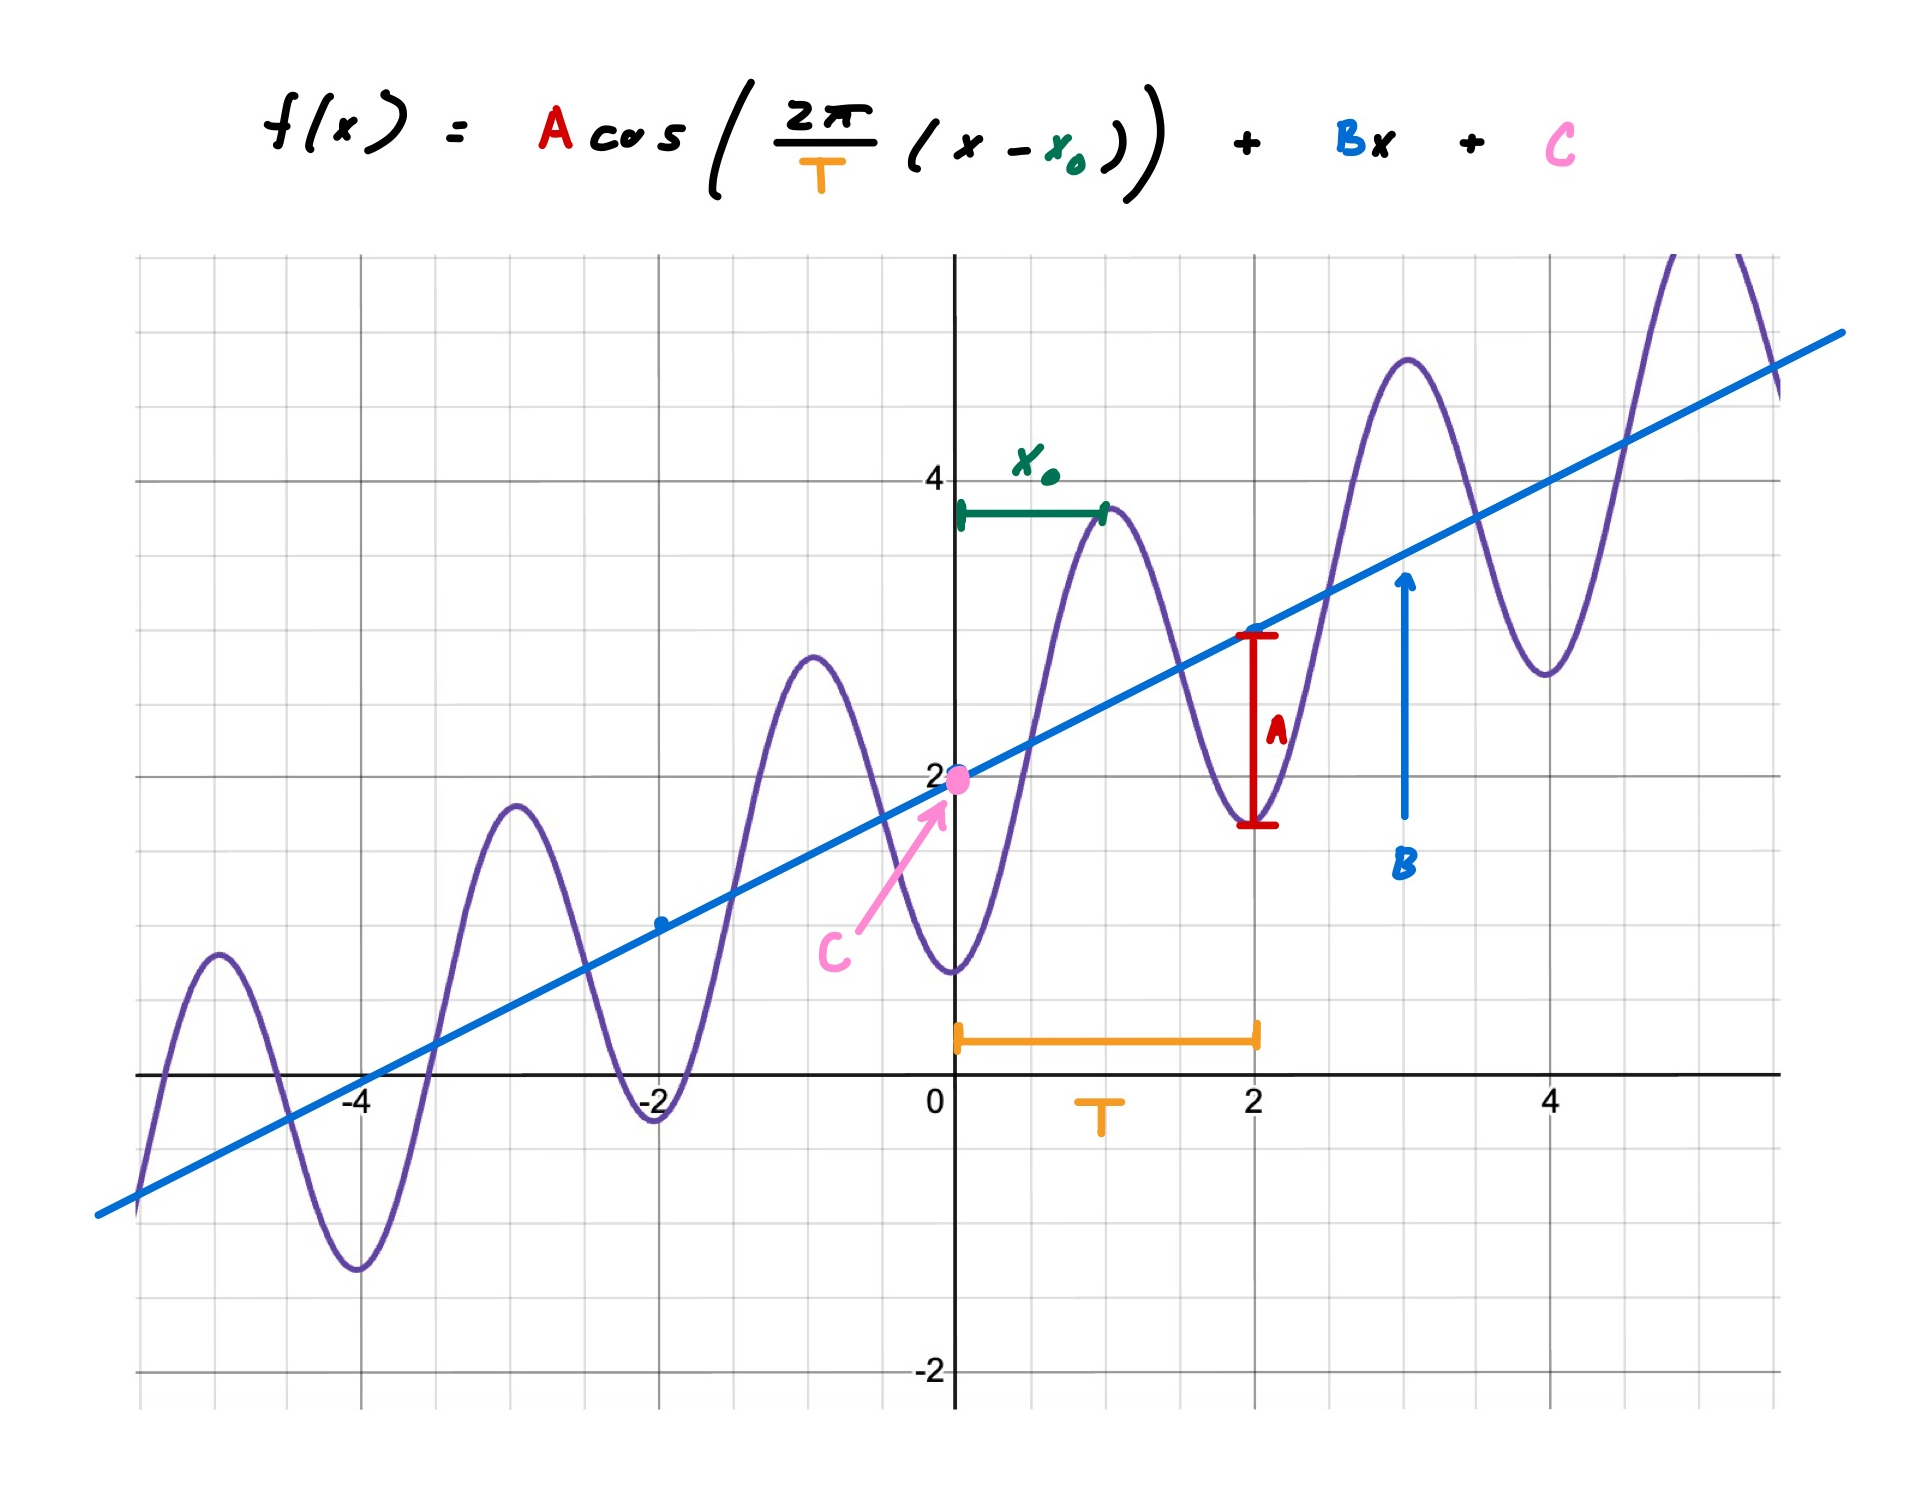 f(x) = A cos( 2π/T (x - x₀)) + Bx + C
x₀
4
A
2
B
C
-4 -2 0 2 4
T
-2